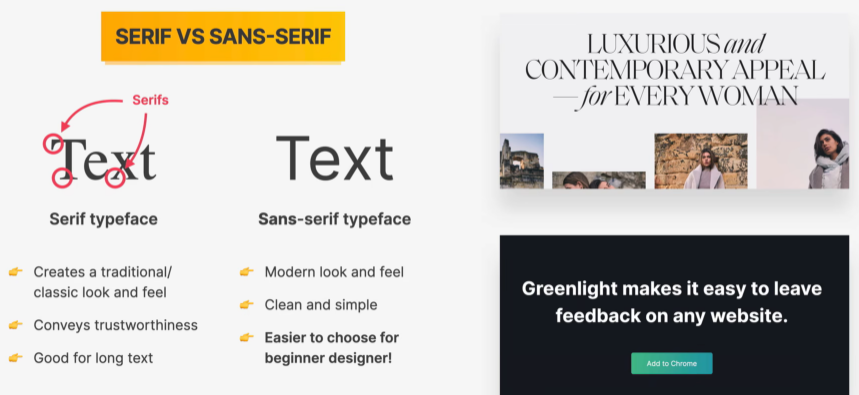 SERIF VS SANS-SERIF
Serifs
Text
Serif typeface
👉 Creates a traditional/
classic look and feel
👉 Conveys trustworthiness
👉 Good for long text
Text
Sans-serif typeface
👉 Modern look and feel
👉 Clean and simple
👉 Easier to choose for
beginner designer!
LUXURIOUS and
CONTEMPORARY APPEAL
— for EVERY WOMAN
Greenlight makes it easy to leave
feedback on any website.
Add to Chrome